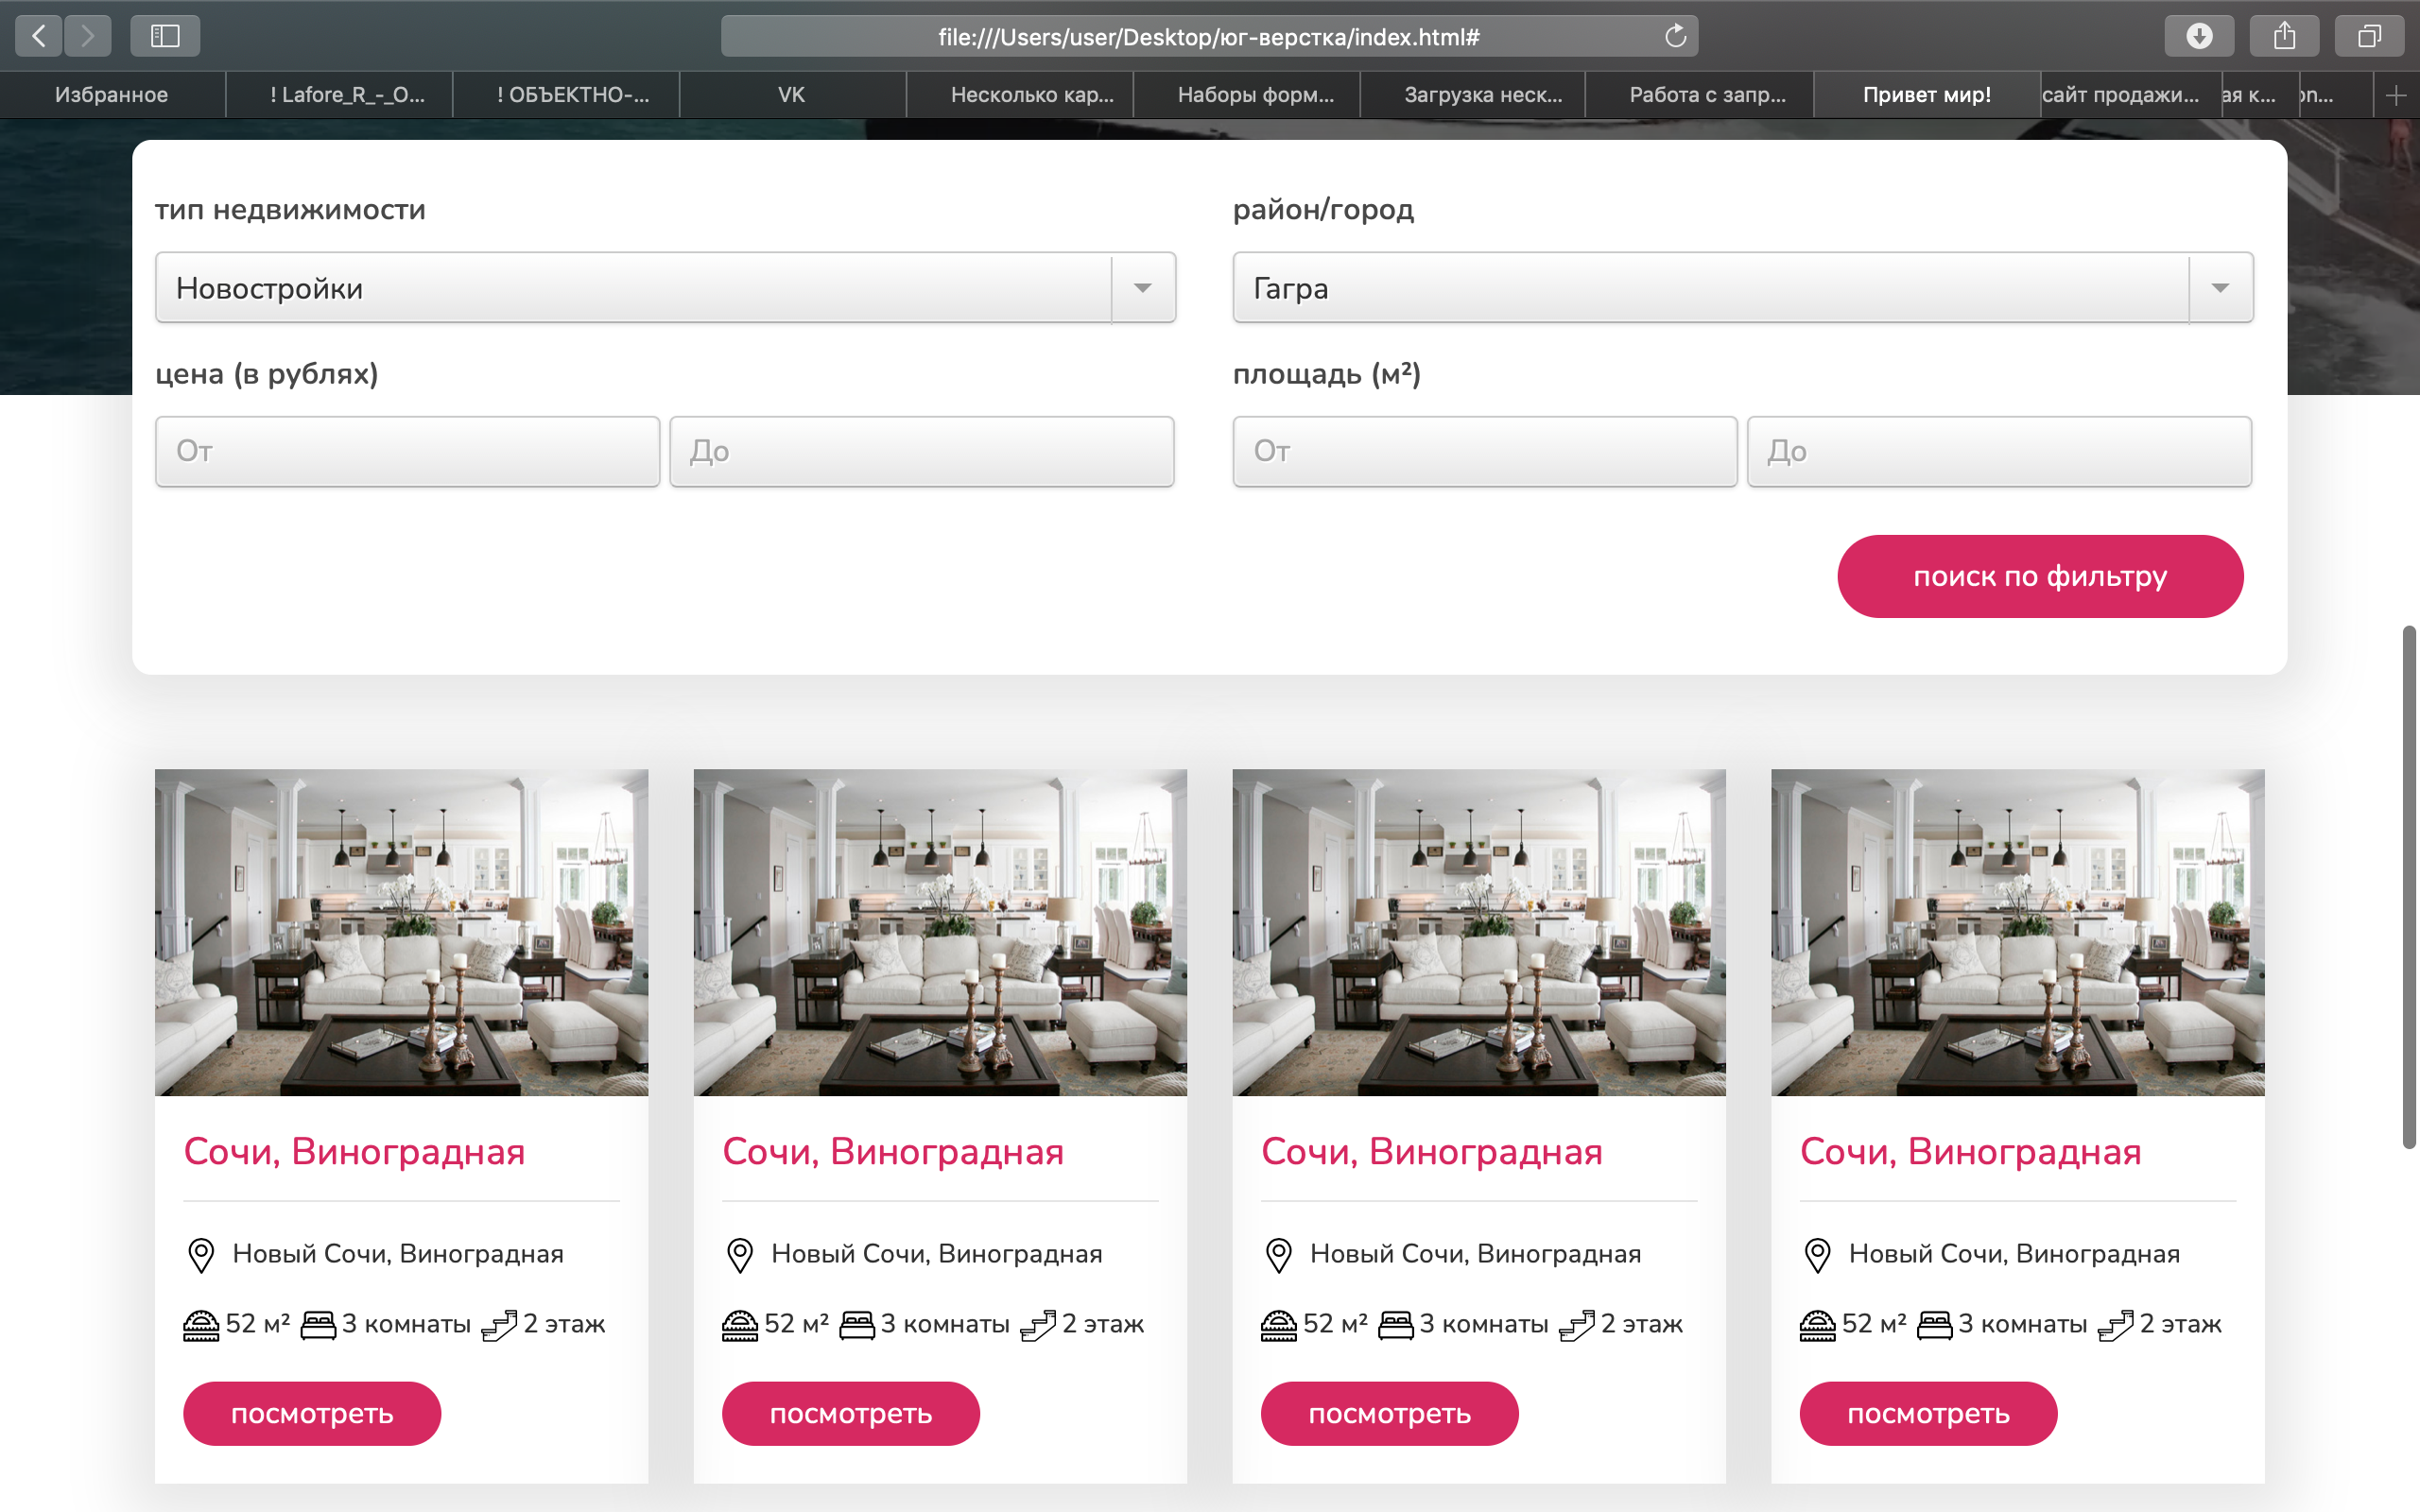 file:///Users/user/Desktop/юг-верстка/index.html#
Избранное
! Lafore_R_-_O...
! ОБЪЕКТНО-...
VK
Несколько кар...
Наборы форм...
Загрузка неск...
Работа с запр...
Привет мир!
сайт продажи...
ая к...
on...
тип недвижимости
район/город
Новостройки
Гагра
цена (в рублях)
площадь (м²)
От
До
От
До
поиск по фильтру
Сочи, Виноградная
Новый Сочи, Виноградная
52 м² 3 комнаты 2 этаж
посмотреть
Сочи, Виноградная
Новый Сочи, Виноградная
52 м² 3 комнаты 2 этаж
посмотреть
Сочи, Виноградная
Новый Сочи, Виноградная
52 м² 3 комнаты 2 этаж
посмотреть
Сочи, Виноградная
Новый Сочи, Виноградная
52 м² 3 комнаты 2 этаж
посмотреть